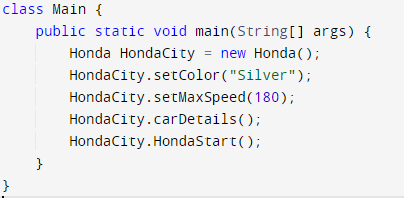 class Main {
    public static void main(String[] args) {
        Honda HondaCity = new Honda();
        HondaCity.setColor("Silver");
        HondaCity.setMaxSpeed(180);
        HondaCity.carDetails();
        HondaCity.HondaStart();
    }
}